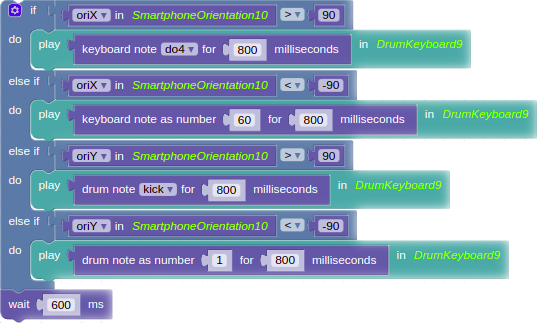 if oriX ▾ in SmartphoneOrientation10 > ▾ 90
do play keyboard note do4 ▾ for 800 milliseconds in DrumKeyboard9
else if oriX ▾ in SmartphoneOrientation10 < ▾ -90
do play keyboard note as number 60 for 800 milliseconds in DrumKeyboard9
else if oriY ▾ in SmartphoneOrientation10 > ▾ 90
do play drum note kick ▾ for 800 milliseconds in DrumKeyboard9
else if oriY ▾ in SmartphoneOrientation10 < ▾ -90
do play drum note as number 1 for 800 milliseconds in DrumKeyboard9
wait 600 ms